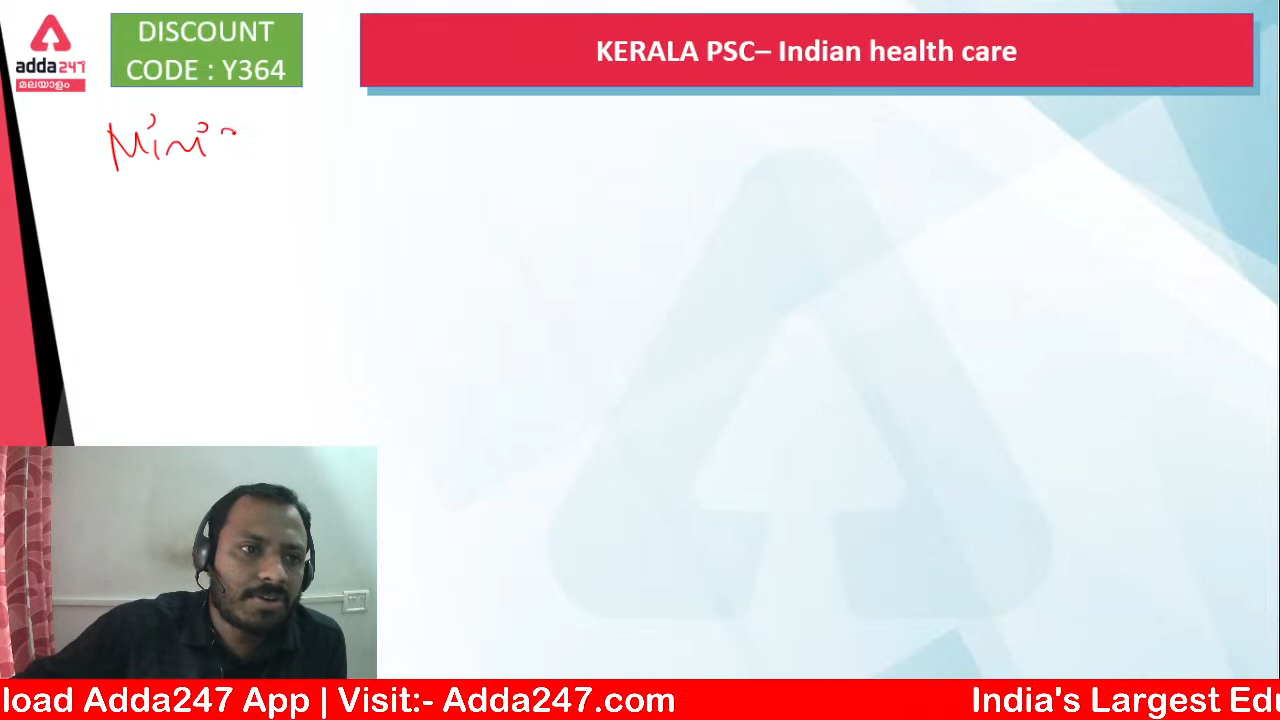 adda247
മലയാളം
DISCOUNT
CODE : Y364
KERALA PSC– Indian health care
Mini
load Adda247 App | Visit:- Adda247.com
India's Largest Edu